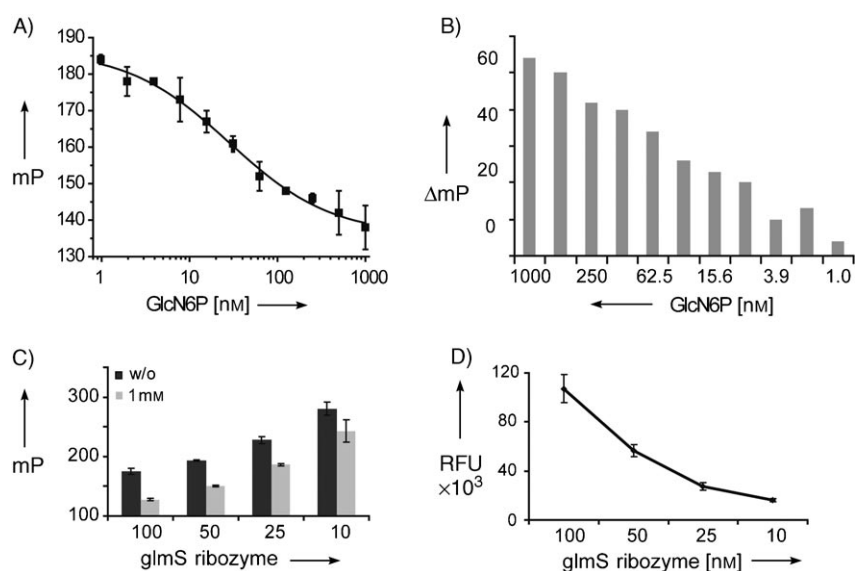 A)
190
180
170
160
150
140
130
mP
1 10 100 1000
GlcN6P [nM]
B)
60
40
20
0
ΔmP
1000 250 62.5 15.6 3.9 1.0
GlcN6P [nM]
C)
w/o
1 mM
300
200
100
mP
100 50 25 10
glmS ribozyme
D)
120
80
40
0
RFU
×10³
100 50 25 10
glmS ribozyme [nM]